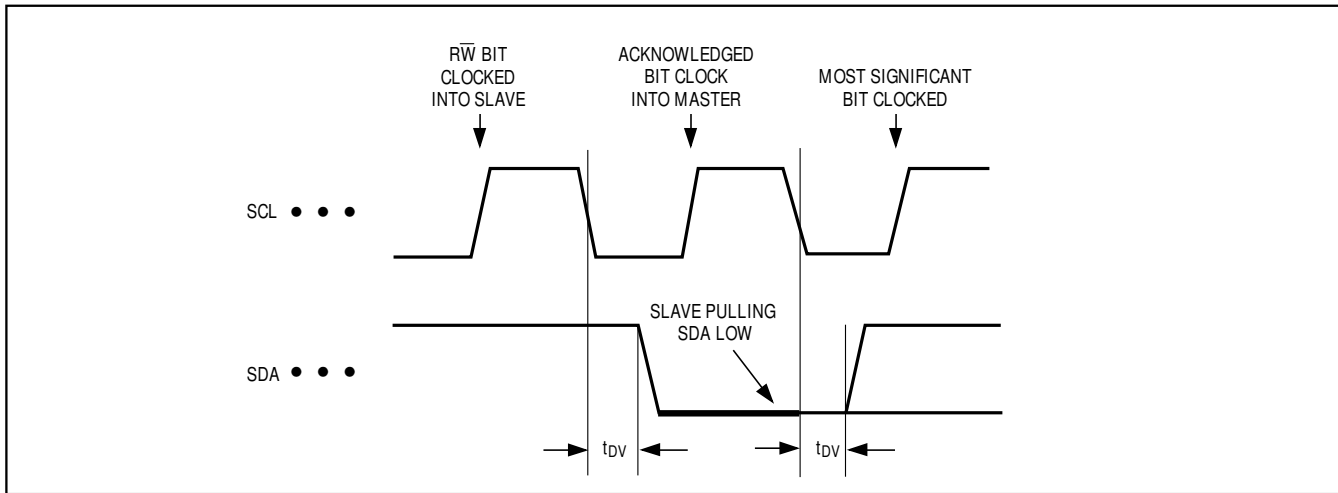 RW̅ BIT
CLOCKED
INTO SLAVE
ACKNOWLEDGED
BIT CLOCK
INTO MASTER
MOST SIGNIFICANT
BIT CLOCKED
SCL • • •
SLAVE PULLING
SDA LOW
SDA • • •
tDV
tDV